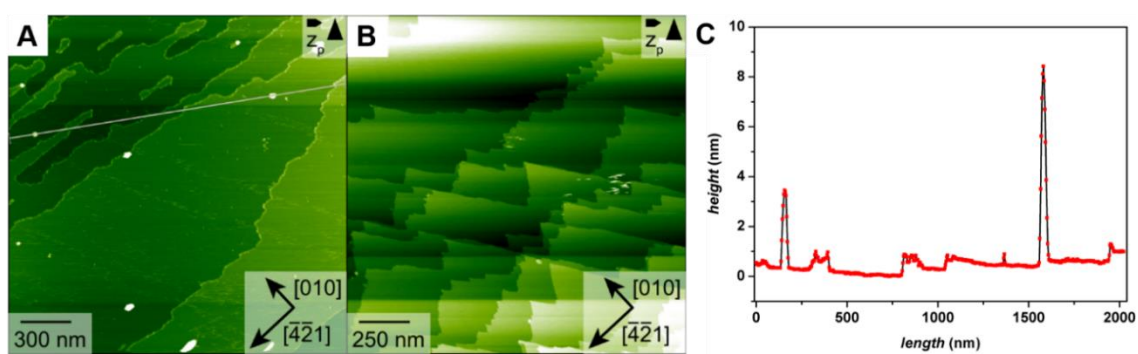 A
Zp
[010]
[4̄2̄1]
300 nm
B
Zp
[010]
[4̄2̄1]
250 nm
C
10
8
6
4
2
0
height (nm)
0
500
1000
1500
2000
length (nm)